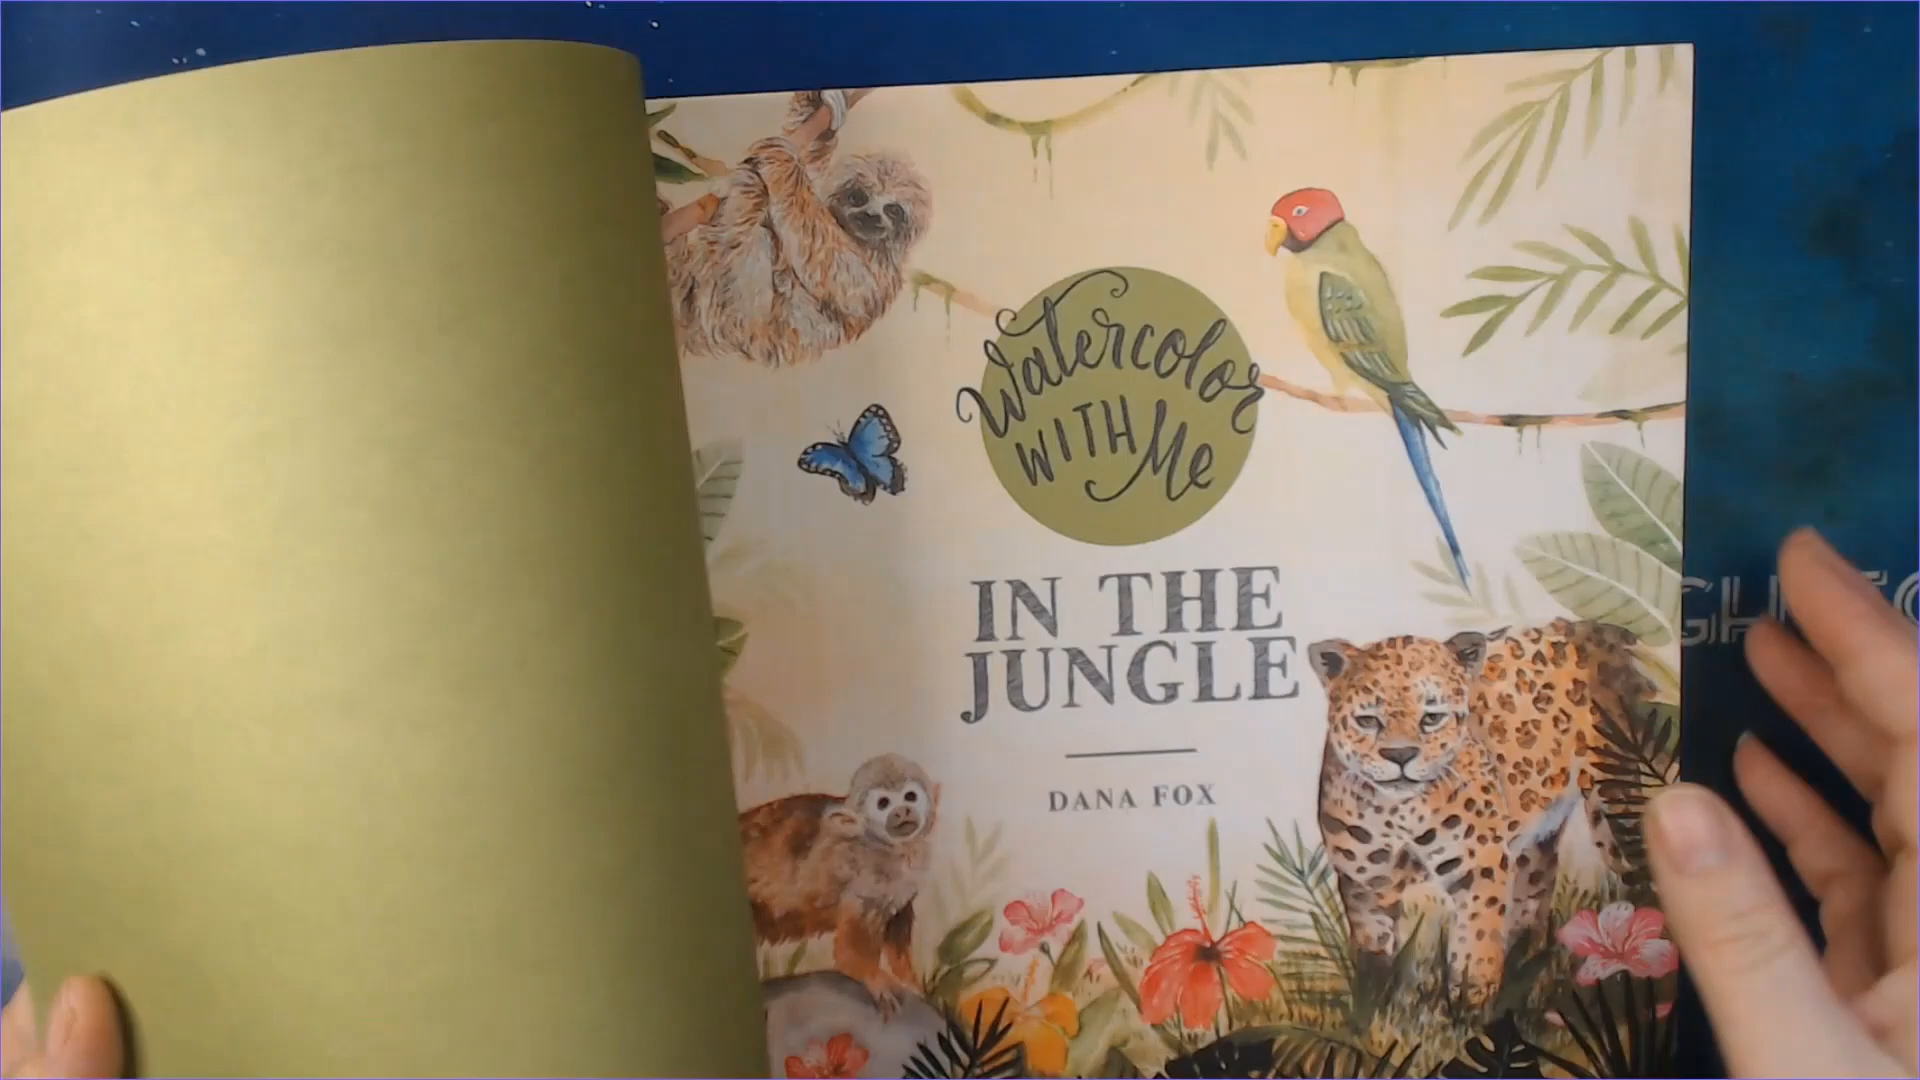 Watercolor
WITH Me
IN THE
JUNGLE
DANA FOX